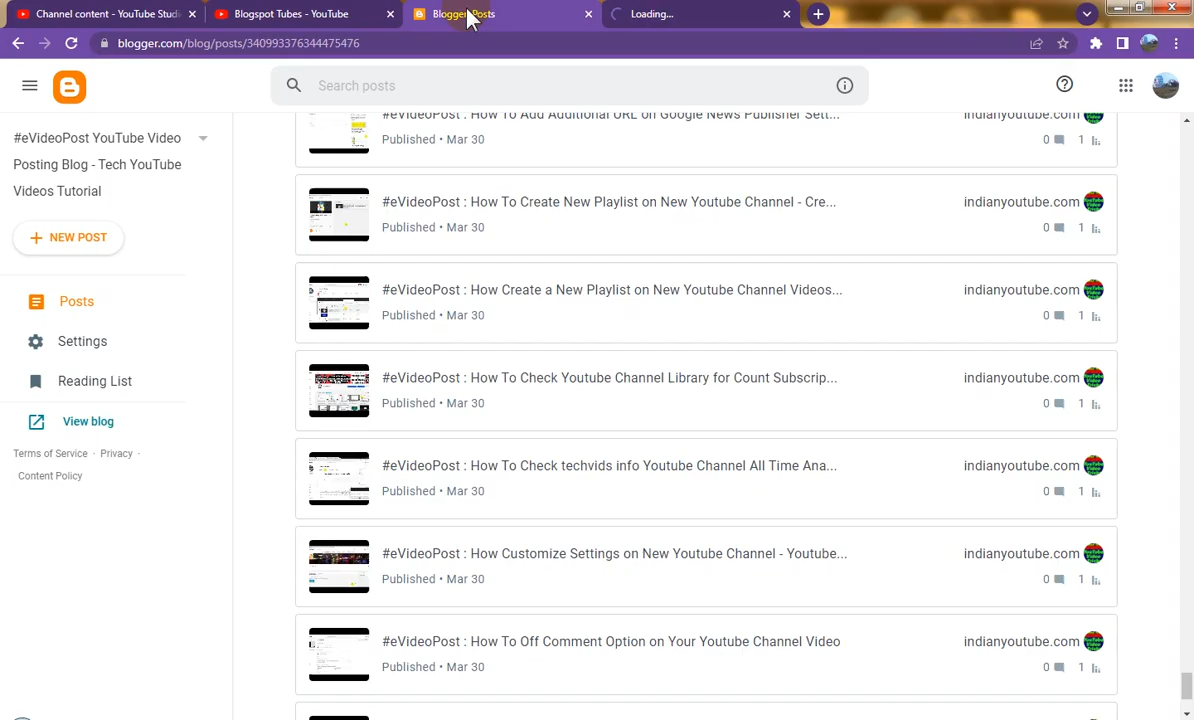 Channel content - YouTube Studi
Blogspot Tubes - YouTube
Blogger: Posts
Loading...
blogger.com/blog/posts/340993376344475476
Search posts
#eVideoPost YouTube Video
Posting Blog - Tech YouTube
Videos Tutorial
NEW POST
Posts
Settings
Reading List
View blog
Terms of Service · Privacy ·
Content Policy
#eVideoPost : How To Add Additional URL on Google News Publisher Sett... indianyoutube.com
Published • Mar 30 0 1
#eVideoPost : How To Create New Playlist on New Youtube Channel - Cre... indianyoutube.com
Published • Mar 30 0 1
#eVideoPost : How Create a New Playlist on New Youtube Channel Videos... indianyoutube.com
Published • Mar 30 0 1
#eVideoPost : How To Check Youtube Channel Library for Count Subscrip... indianyoutube.com
Published • Mar 30 0 1
#eVideoPost : How To Check techvids info Youtube Channel All Time Ana... indianyoutube.com
Published • Mar 30 0 1
#eVideoPost : How Customize Settings on New Youtube Channel - Youtube... indianyoutube.com
Published • Mar 30 0 1
#eVideoPost : How To Off Comment Option on Your Youtube Channel Video indianyoutube.com
Published • Mar 30 0 1